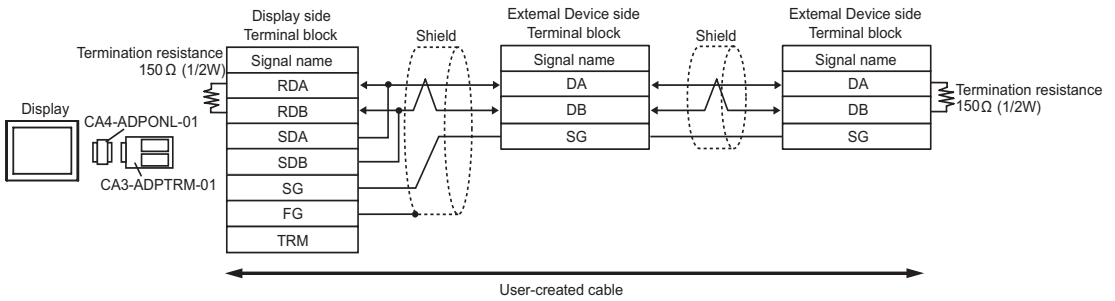 Display side
Terminal block
External Device side
Terminal block
External Device side
Terminal block
Shield
Shield
Termination resistance
150Ω (1/2W)
Signal name
RDA
RDB
SDA
SDB
SG
FG
TRM
Signal name
DA
DB
SG
Signal name
DA
DB
SG
Termination resistance
150Ω (1/2W)
Display
CA4-ADPONL-01
CA3-ADPTRM-01
User-created cable